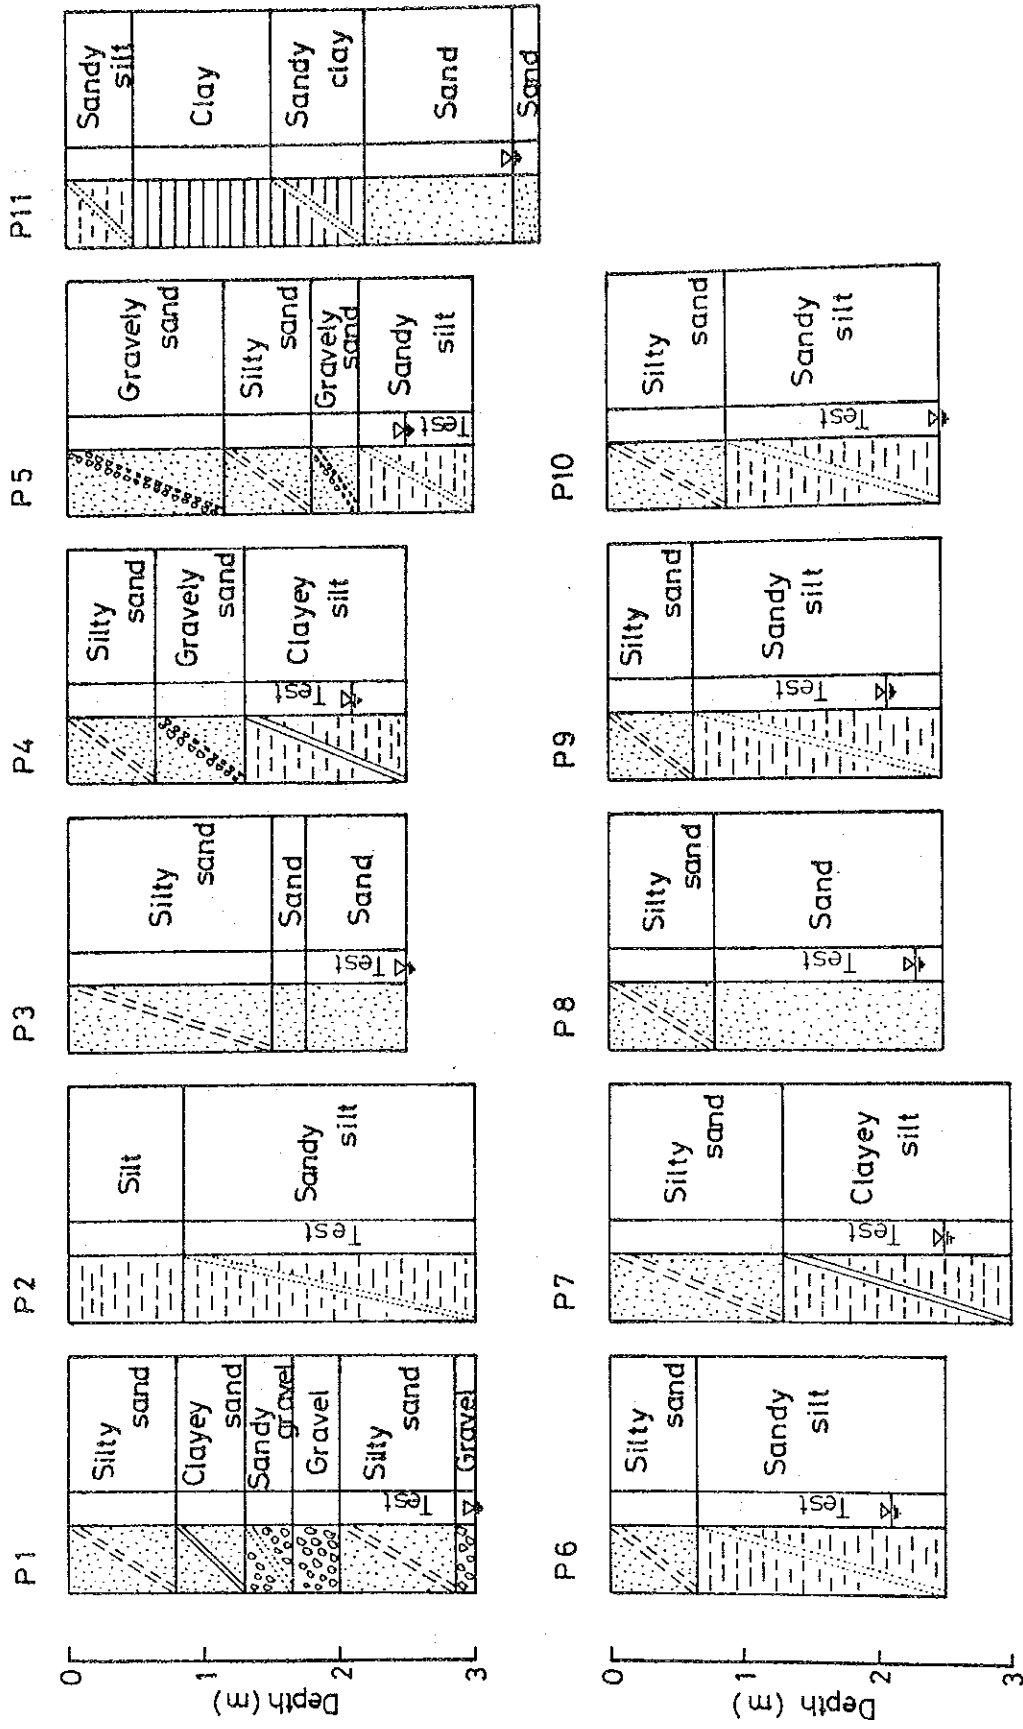 P1
P2
P3
P4
P5
P11
0
1
2
3
Depth (m)
Silty
sand
Clayey
sand
Sandy
gravel
Gravel
Silty
sand
Test
Gravel
Silt
Sandy
silt
Test
Silty
sand
Sand
Sand
Test
Silty
sand
Gravely
sand
Clayey
silt
Test
Gravely
sand
Silty
sand
Gravely
sand
Sandy
silt
Test
Sandy
silt
Clay
Sandy
clay
Sand
Sand
P6
P7
P8
P9
P10
0
1
2
3
Depth (m)
Silty
sand
Sandy
silt
Test
Silty
sand
Clayey
silt
Test
Silty
sand
Sand
Test
Silty
sand
Sandy
silt
Test
Silty
sand
Sandy
silt
Test